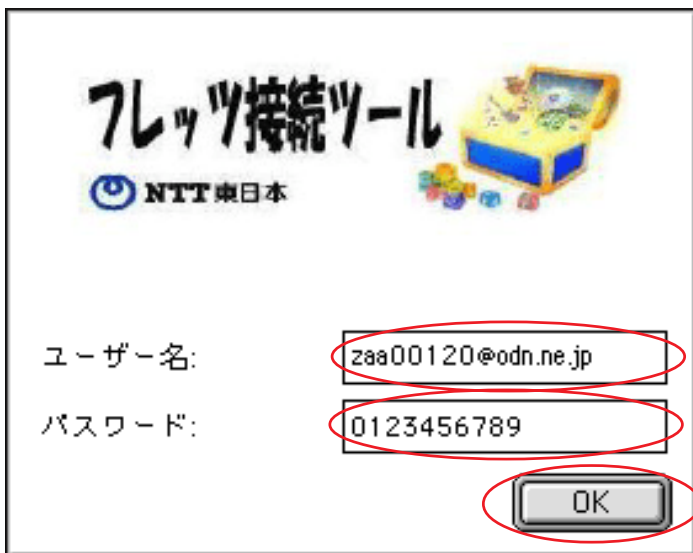 フレッツ接続ツール
NTT東日本
ユーザー名:
zaa00120@odn.ne.jp
パスワード:
0123456789
OK